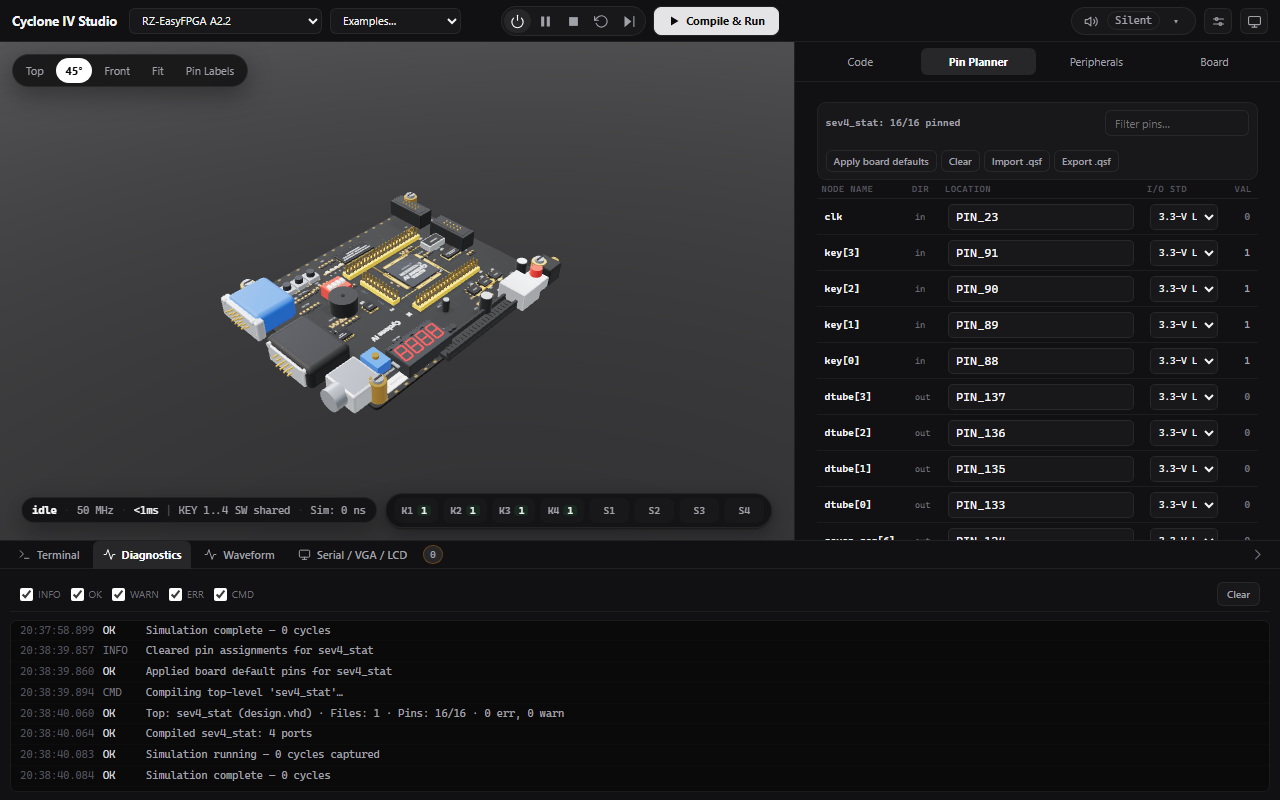 Cyclone IV Studio
RZ-EasyFPGA A2.2
Examples...
Compile & Run
Silent
Top
45°
Front
Fit
Pin Labels
Cyclone IV
8888
idle · 50 MHz · <1ms | KEY 1..4 SW shared · Sim: 0 ns
K1 1
K2 1
K3 1
K4 1
S1
S2
S3
S4
Code
Pin Planner
Peripherals
Board
sev4_stat: 16/16 pinned
Filter pins...
Apply board defaults
Clear
Import .qsf
Export .qsf
NODE NAME DIR LOCATION I/O STD VAL
clk in PIN_23 3.3-V L 0
key[3] in PIN_91 3.3-V L 1
key[2] in PIN_90 3.3-V L 1
key[1] in PIN_89 3.3-V L 1
key[0] in PIN_88 3.3-V L 1
dtube[3] out PIN_137 3.3-V L 0
dtube[2] out PIN_136 3.3-V L 0
dtube[1] out PIN_135 3.3-V L 0
dtube[0] out PIN_133 3.3-V L 0
Terminal
Diagnostics
Waveform
Serial / VGA / LCD
0
INFO
OK
WARN
ERR
CMD
Clear
20:37:58.899 OK Simulation complete — 0 cycles
20:38:39.857 INFO Cleared pin assignments for sev4_stat
20:38:39.860 OK Applied board default pins for sev4_stat
20:38:39.894 CMD Compiling top-level 'sev4_stat'…
20:38:40.060 OK Top: sev4_stat (design.vhd) · Files: 1 · Pins: 16/16 · 0 err, 0 warn
20:38:40.064 OK Compiled sev4_stat: 4 ports
20:38:40.083 OK Simulation running — 0 cycles captured
20:38:40.084 OK Simulation complete — 0 cycles